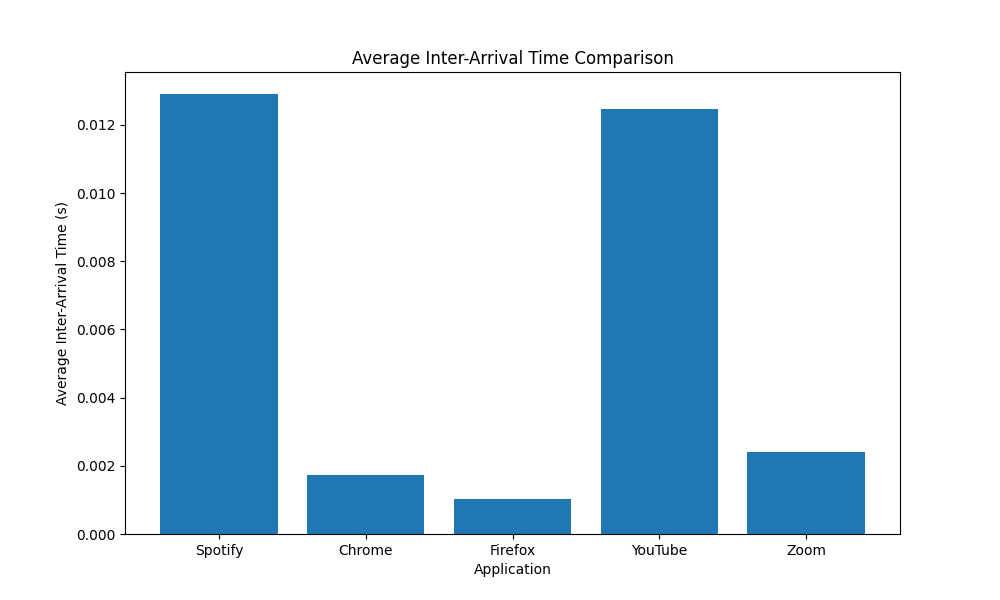 Average Inter-Arrival Time Comparison
Average Inter-Arrival Time (s)
0.012
0.010
0.008
0.006
0.004
0.002
0.000
Spotify Chrome Firefox YouTube Zoom
Application